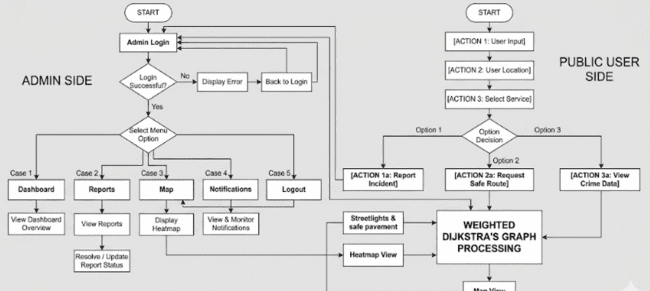 START
Admin Login
ADMIN SIDE
Login
Successful?
No
Display Error
Back to Login
Yes
Select Menu
Option
Case 1
Case 2
Case 3
Case 4
Case 5
Dashboard
Reports
Map
Notifications
Logout
View Dashboard
Overview
View Reports
Display
Heatmap
View & Monitor
Notifications
Resolve / Update
Report Status
START
[ACTION 1: User Input]
[ACTION 2: User Location]
[ACTION 3: Select Service]
PUBLIC USER
SIDE
Option 1
Option
Decision
Option 3
Option 2
[ACTION 1a: Report
Incident]
[ACTION 2a: Request
Safe Route]
[ACTION 3a: View
Crime Data]
Streetlights &
safe pavement
Heatmap View
WEIGHTED
DIJKSTRA'S GRAPH
PROCESSING
Map View